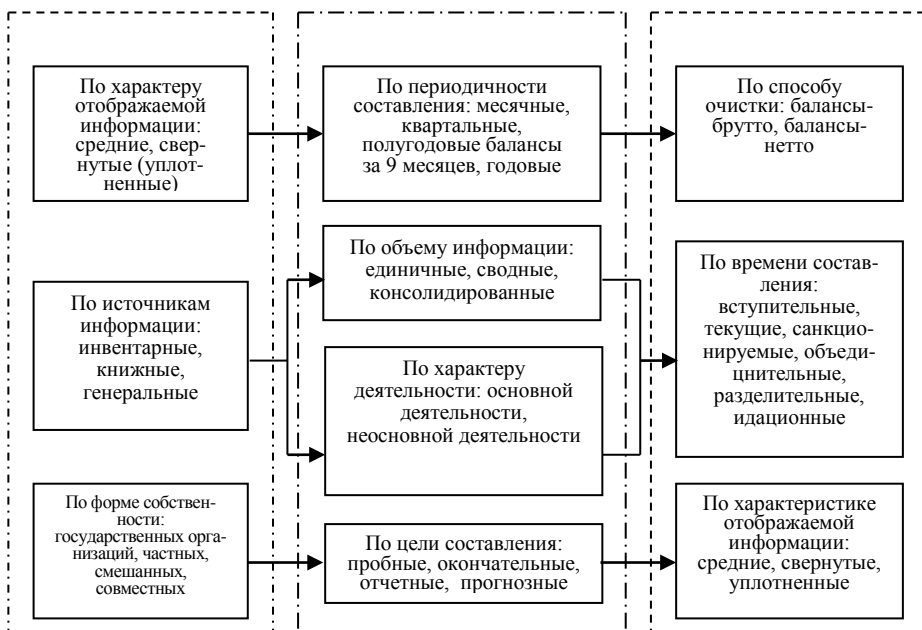 По характеру
отображаемой
информации:
средние, свер-
нутые (уплот-
ненные)
По периодичности
составления: месячные,
квартальные,
полугодовые балансы
за 9 месяцев, годовые
По способу
очистки: балансы-
брутто, балансы-
нетто
По источникам
информации:
инвентарные,
книжные,
генеральные
По объему информации:
единичные, сводные,
консолидированные
По характеру
деятельности: основной
деятельности,
неосновной деятельности
По времени состав-
ления:
вступительные,
текущие, санкцио-
нируемые, объеди-
цнительные,
разделительные,
идационные
По форме собствен-
ности:
государственных орга-
низаций, частных,
смешанных,
совместных
По цели составления:
пробные, окончательные,
отчетные, прогнозные
По характеристике
отображаемой
информации:
средние, свернутые,
уплотненные